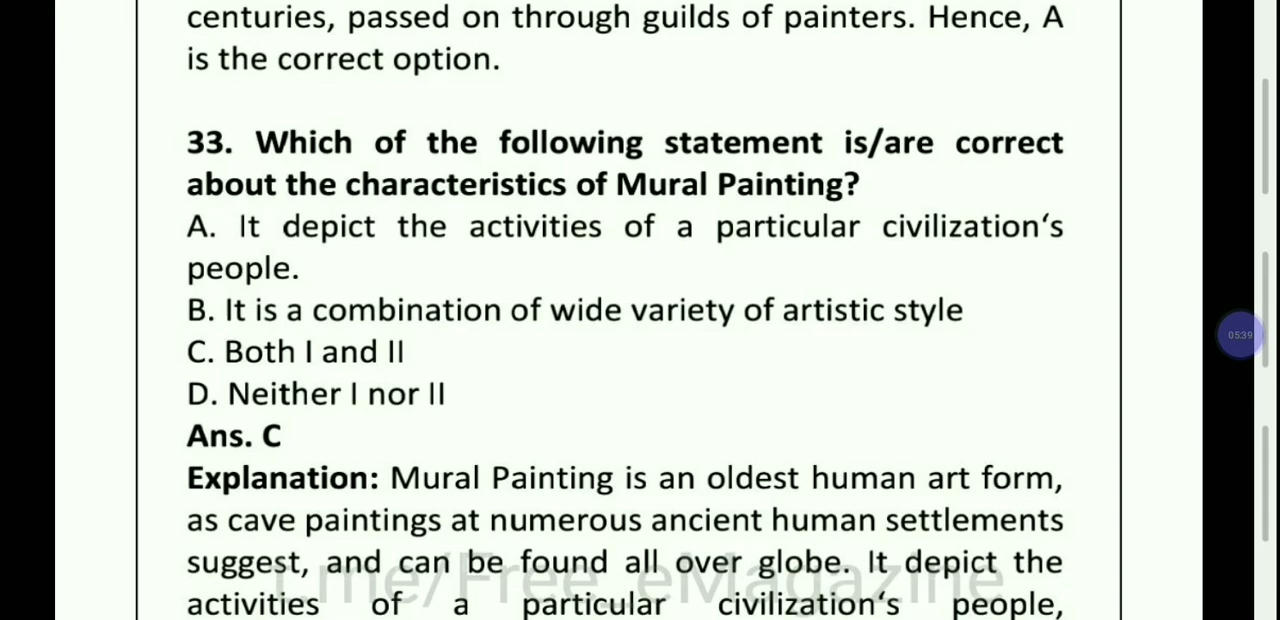 centuries, passed on through guilds of painters. Hence, A
is the correct option.
33. Which of the following statement is/are correct
about the characteristics of Mural Painting?
A. It depict the activities of a particular civilization‘s
people.
B. It is a combination of wide variety of artistic style
C. Both I and II
D. Neither I nor II
Ans. C
Explanation: Mural Painting is an oldest human art form,
as cave paintings at numerous ancient human settlements
suggest, and can be found all over globe. It depict the
t.me/Free_eMagazine
activities of a particular civilization‘s people,
05:39